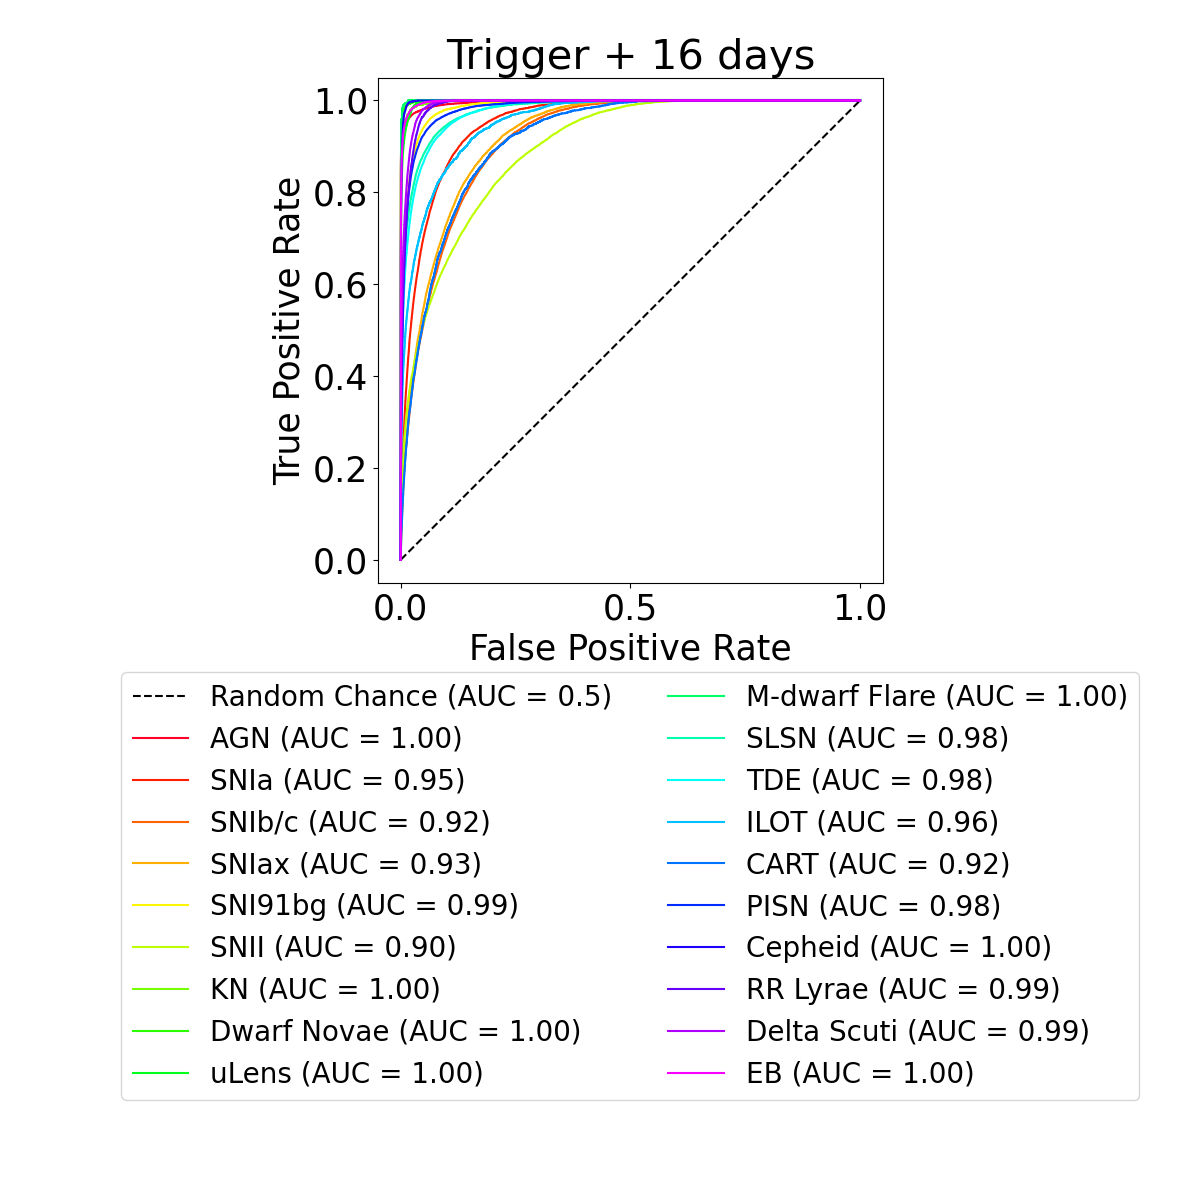 Trigger + 16 days
True Positive Rate
1.0
0.8
0.6
0.4
0.2
0.0
0.0 0.5 1.0
False Positive Rate
Random Chance (AUC = 0.5)
AGN (AUC = 1.00)
SNIa (AUC = 0.95)
SNIb/c (AUC = 0.92)
SNIax (AUC = 0.93)
SNI91bg (AUC = 0.99)
SNII (AUC = 0.90)
KN (AUC = 1.00)
Dwarf Novae (AUC = 1.00)
uLens (AUC = 1.00)
M-dwarf Flare (AUC = 1.00)
SLSN (AUC = 0.98)
TDE (AUC = 0.98)
ILOT (AUC = 0.96)
CART (AUC = 0.92)
PISN (AUC = 0.98)
Cepheid (AUC = 1.00)
RR Lyrae (AUC = 0.99)
Delta Scuti (AUC = 0.99)
EB (AUC = 1.00)